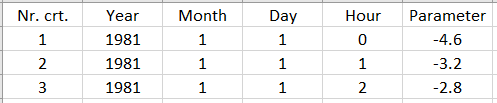 Nr. crt. Year Month Day Hour Parameter
1 1981 1 1 0 -4.6
2 1981 1 1 1 -3.2
3 1981 1 1 2 -2.8